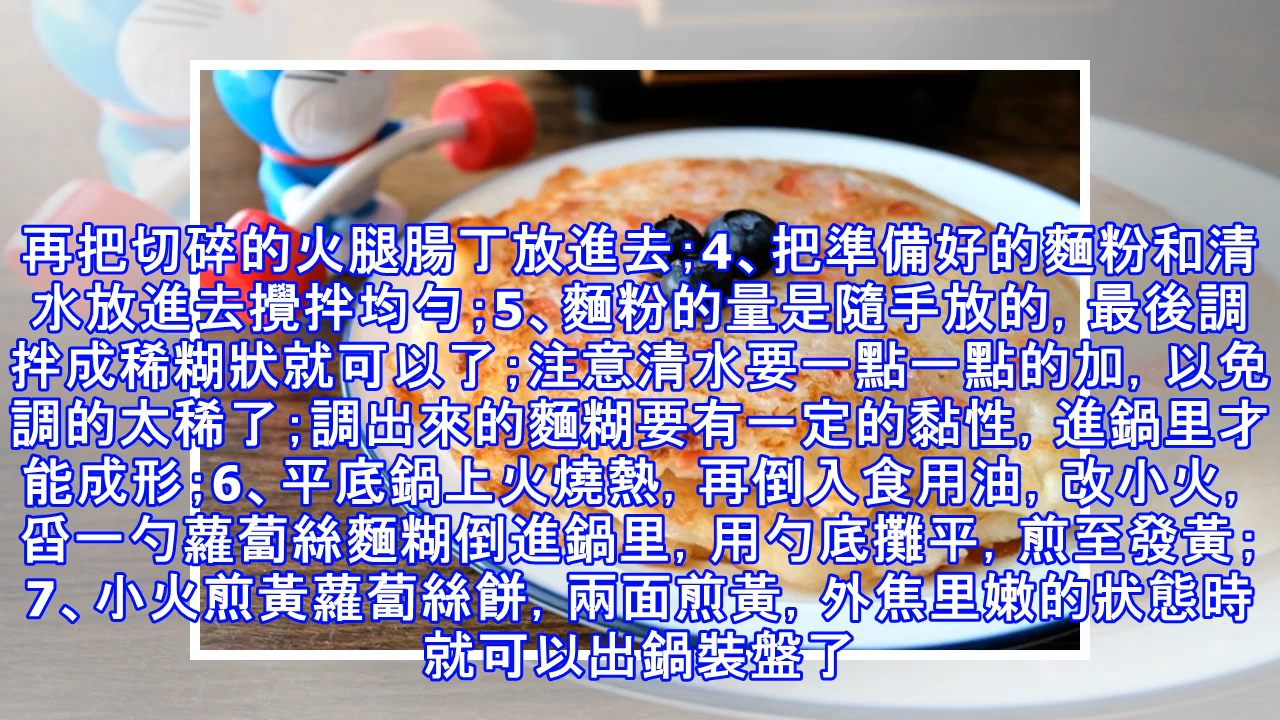 再把切碎的火腿腸丁放進去;4、把準備好的麵粉和清
水放進去攪拌均勻;5、麵粉的量是隨手放的, 最後調
拌成稀糊狀就可以了;注意清水要一點一點的加, 以免
調的太稀了;調出來的麵糊要有一定的黏性, 進鍋里才
能成形;6、平底鍋上火燒熱, 再倒入食用油, 改小火,
舀一勺蘿蔔絲麵糊倒進鍋里, 用勺底攤平, 煎至發黃;
7、小火煎黃蘿蔔絲餅, 兩面煎黃, 外焦里嫩的狀態時
就可以出鍋裝盤了